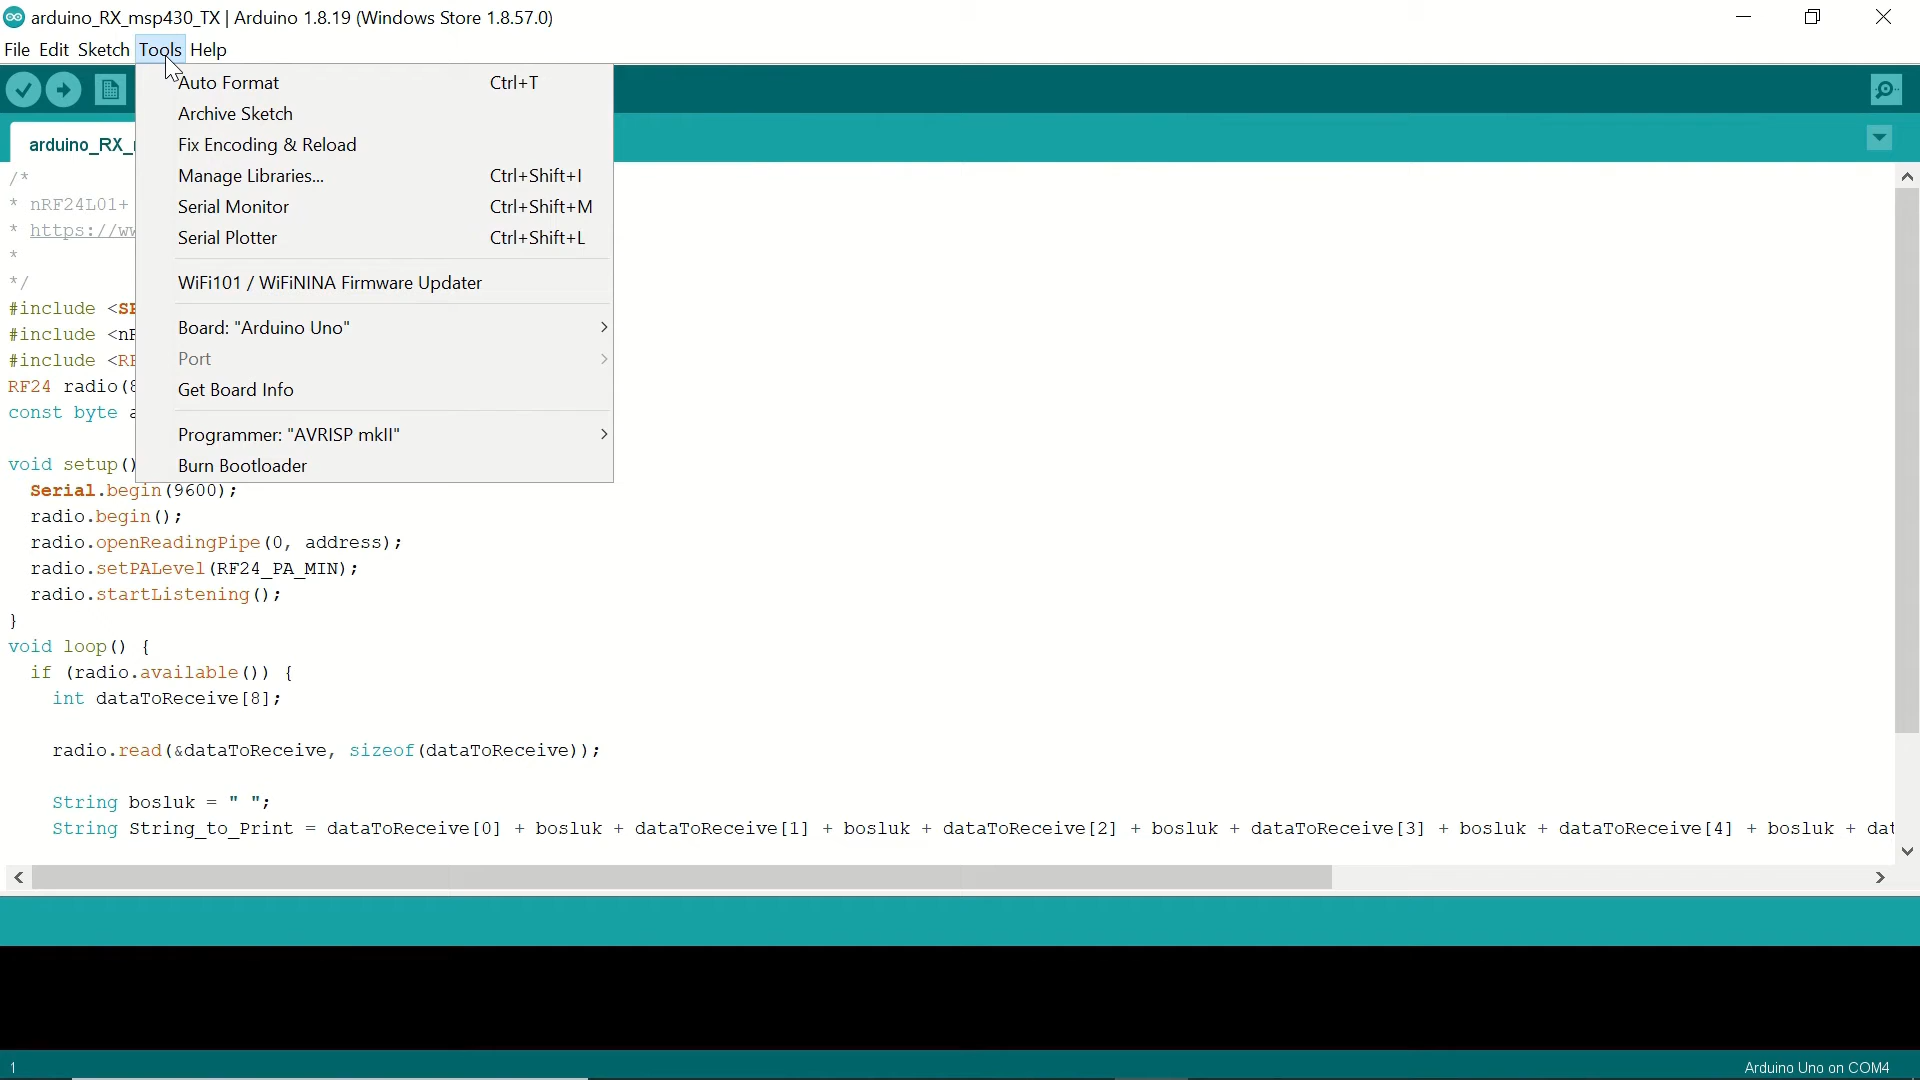 arduino_RX_msp430_TX | Arduino 1.8.19 (Windows Store 1.8.57.0)
File Edit Sketch Tools Help
Auto Format Ctrl+T
Archive Sketch
Fix Encoding & Reload
Manage Libraries... Ctrl+Shift+I
Serial Monitor Ctrl+Shift+M
Serial Plotter Ctrl+Shift+L
WiFi101 / WiFiNINA Firmware Updater
Board: "Arduino Uno"
Port
Get Board Info
Programmer: "AVRISP mkII"
Burn Bootloader
arduino_RX_
/*
* nRF24L01+
* https://w
*
*/
#include <S
#include <n
#include <R
RF24 radio(8
const byte a
void setup()
Serial.begin(9600);
radio.begin();
radio.openReadingPipe(0, address);
radio.setPALevel(RF24_PA_MIN);
radio.startListening();
}
void loop() {
if (radio.available()) {
int dataToReceive[8];
radio.read(&dataToReceive, sizeof(dataToReceive));
String bosluk = " ";
String String_to_Print = dataToReceive[0] + bosluk + dataToReceive[1] + bosluk + dataToReceive[2] + bosluk + dataToReceive[3] + bosluk + dataToReceive[4] + bosluk + dat
1
Arduino Uno on COM4